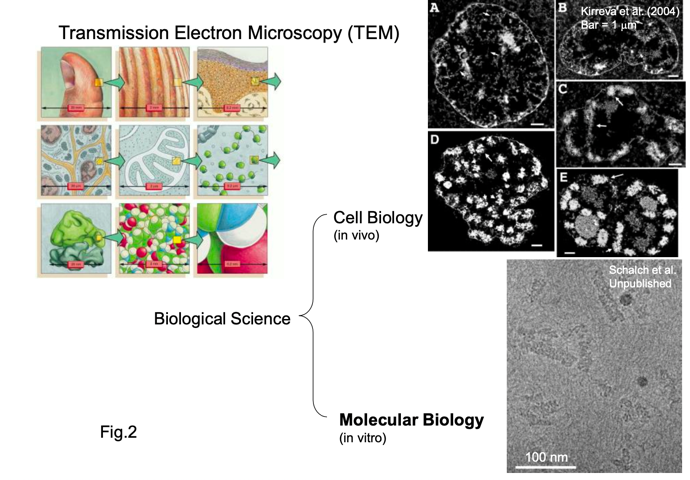 Transmission Electron Microscopy (TEM)
A
B
Kirreva et al. (2004)
Bar = 1 μm
C
D
E
Cell Biology
(in vivo)
Schalch et al.
Unpublished
Biological Science
Molecular Biology
(in vitro)
Fig.2
100 nm